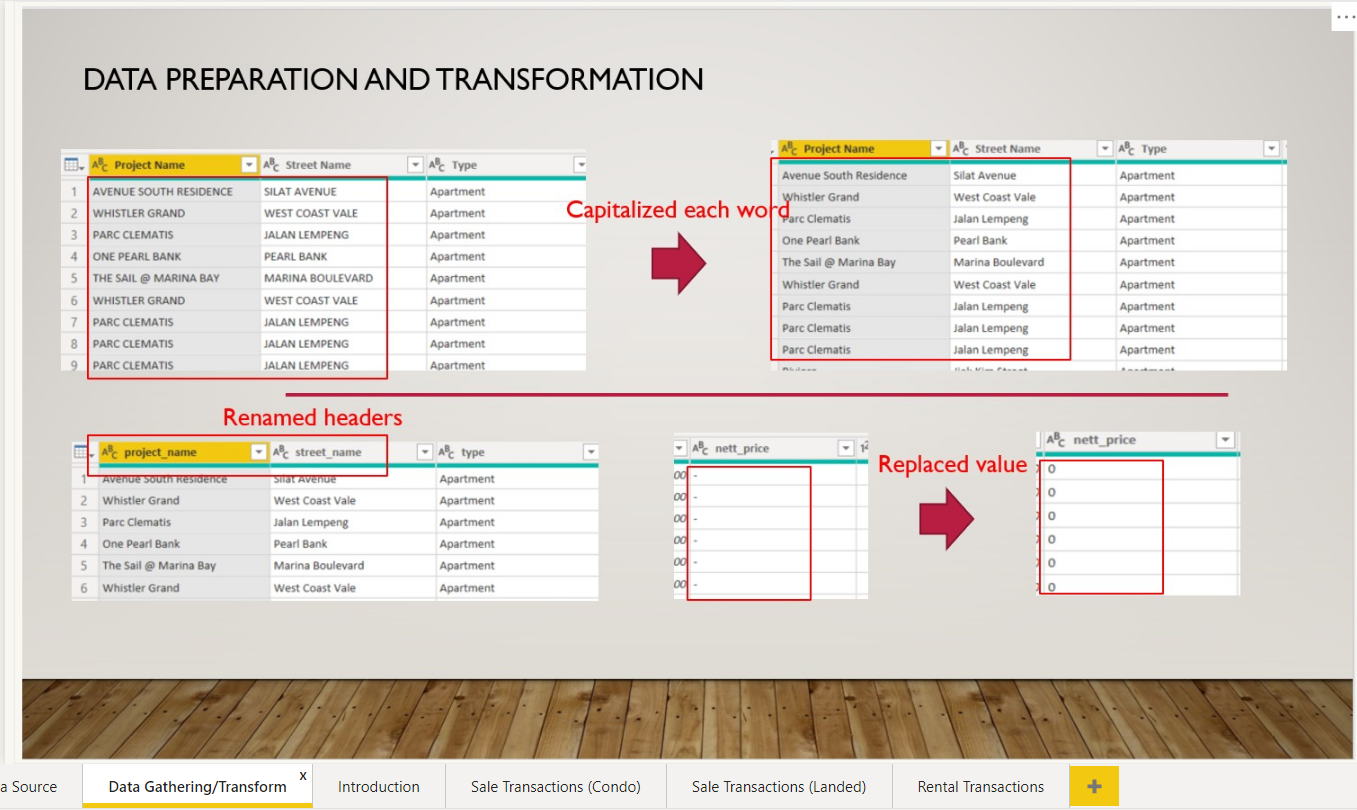 DATA PREPARATION AND TRANSFORMATION
Project Name Street Name Type
1 AVENUE SOUTH RESIDENCE SILAT AVENUE Apartment
2 WHISTLER GRAND WEST COAST VALE Apartment
3 PARC CLEMATIS JALAN LEMPENG Apartment
4 ONE PEARL BANK PEARL BANK Apartment
5 THE SAIL @ MARINA BAY MARINA BOULEVARD Apartment
6 WHISTLER GRAND WEST COAST VALE Apartment
7 PARC CLEMATIS JALAN LEMPENG Apartment
8 PARC CLEMATIS JALAN LEMPENG Apartment
9 PARC CLEMATIS JALAN LEMPENG Apartment
Capitalized each word
Project Name Street Name Type
Avenue South Residence Silat Avenue Apartment
Whistler Grand West Coast Vale Apartment
Parc Clematis Jalan Lempeng Apartment
One Pearl Bank Pearl Bank Apartment
The Sail @ Marina Bay Marina Boulevard Apartment
Whistler Grand West Coast Vale Apartment
Parc Clematis Jalan Lempeng Apartment
Parc Clematis Jalan Lempeng Apartment
Parc Clematis Jalan Lempeng Apartment
Renamed headers
project_name street_name type
1 Avenue South Residence Silat Avenue Apartment
2 Whistler Grand West Coast Vale Apartment
3 Parc Clematis Jalan Lempeng Apartment
4 One Pearl Bank Pearl Bank Apartment
5 The Sail @ Marina Bay Marina Boulevard Apartment
6 Whistler Grand West Coast Vale Apartment
nett_price
00 -
00 -
00 -
00 -
00 -
00 -
Replaced value
nett_price
0
0
0
0
0
0
a Source Data Gathering/Transform x Introduction Sale Transactions (Condo) Sale Transactions (Landed) Rental Transactions +